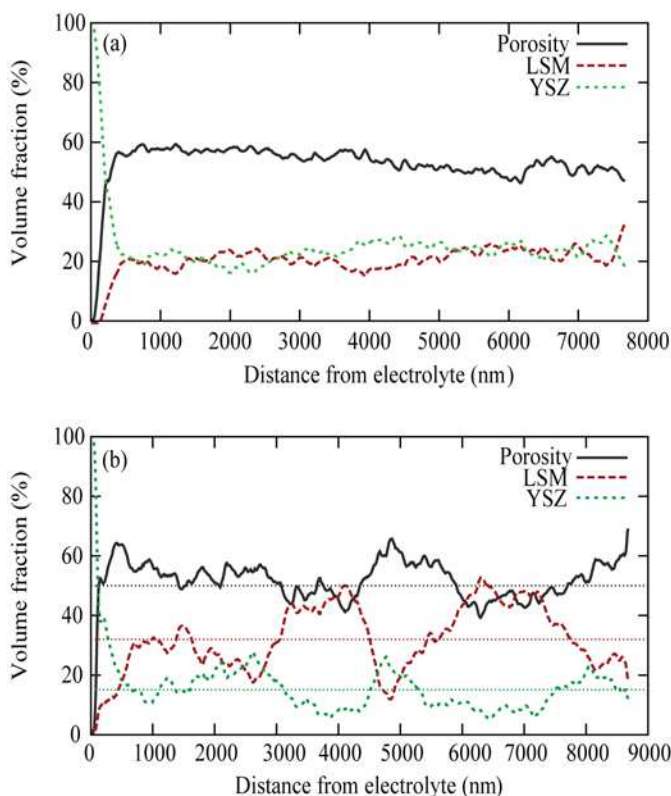 (a)
Porosity
LSM
YSZ
Volume fraction (%)
100
80
60
40
20
0
0 1000 2000 3000 4000 5000 6000 7000 8000
Distance from electrolyte (nm)
(b)
Porosity
LSM
YSZ
Volume fraction (%)
100
80
60
40
20
0
0 1000 2000 3000 4000 5000 6000 7000 8000 9000
Distance from electrolyte (nm)